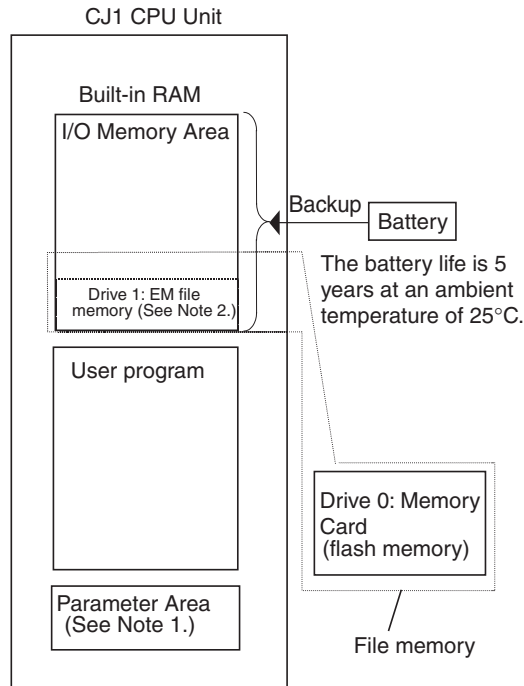 CJ1 CPU Unit
Built-in RAM
I/O Memory Area
Backup
Battery
The battery life is 5
years at an ambient
temperature of 25°C.
Drive 1: EM file
memory (See Note 2.)
User program
Drive 0: Memory
Card
(flash memory)
Parameter Area
(See Note 1.)
File memory